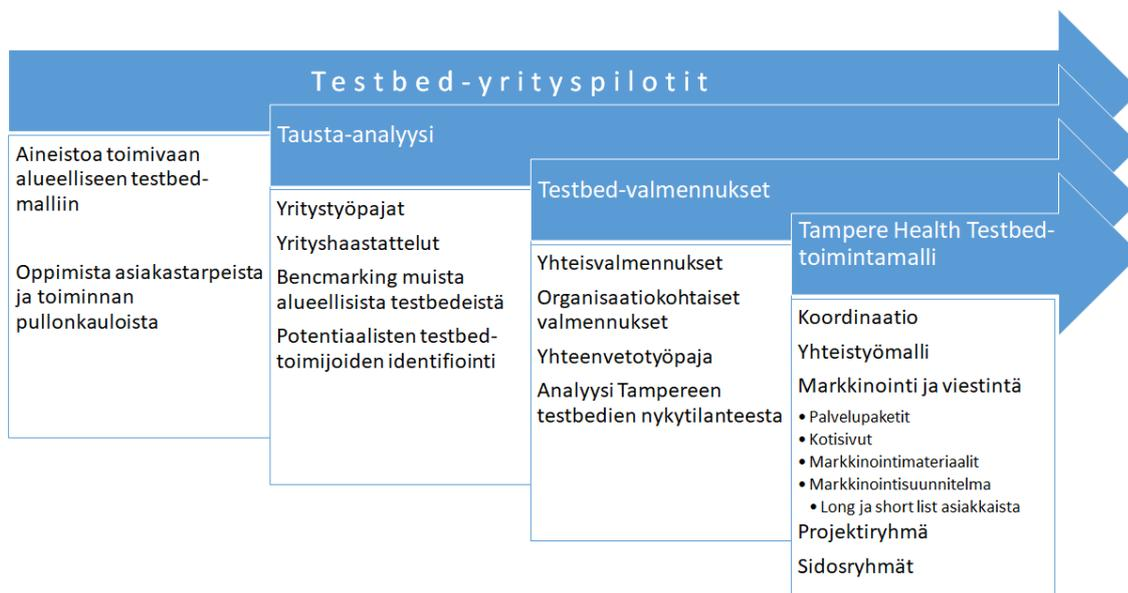 Testbed-yrityspilotit
Aineistoa toimivaan
alueelliseen testbed-
malliin
Oppimista asiakastarpeista
ja toiminnan
pullonkauloista
Tausta-analyysi
Yritystyöpajat
Yrityshaastattelut
Bencmarking muista
alueellisista testbedeistä
Potentiaalisten testbed-
toimijoiden identifiointi
Testbed-valmennukset
Yhteisvalmennukset
Organisaatiokohtaiset
valmennukset
Yhteenvetotyöpaja
Analyysi Tampereen
testbedien nykytilanteesta
Tampere Health Testbed-
toimintamalli
Koordinaatio
Yhteistyömalli
Markkinointi ja viestintä
• Palvelupaketit
• Kotisivut
• Markkinointimateriaalit
• Markkinointisuunnitelma
• Long ja short list asiakkaista
Projektiryhmä
Sidosryhmät